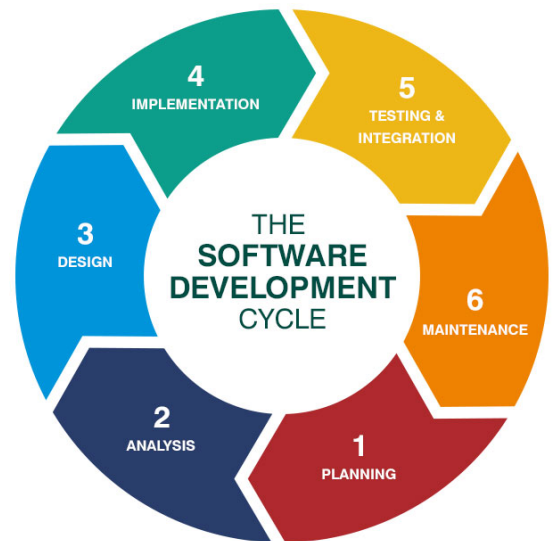 THE
SOFTWARE
DEVELOPMENT
CYCLE
1
PLANNING
2
ANALYSIS
3
DESIGN
4
IMPLEMENTATION
5
TESTING &
INTEGRATION
6
MAINTENANCE